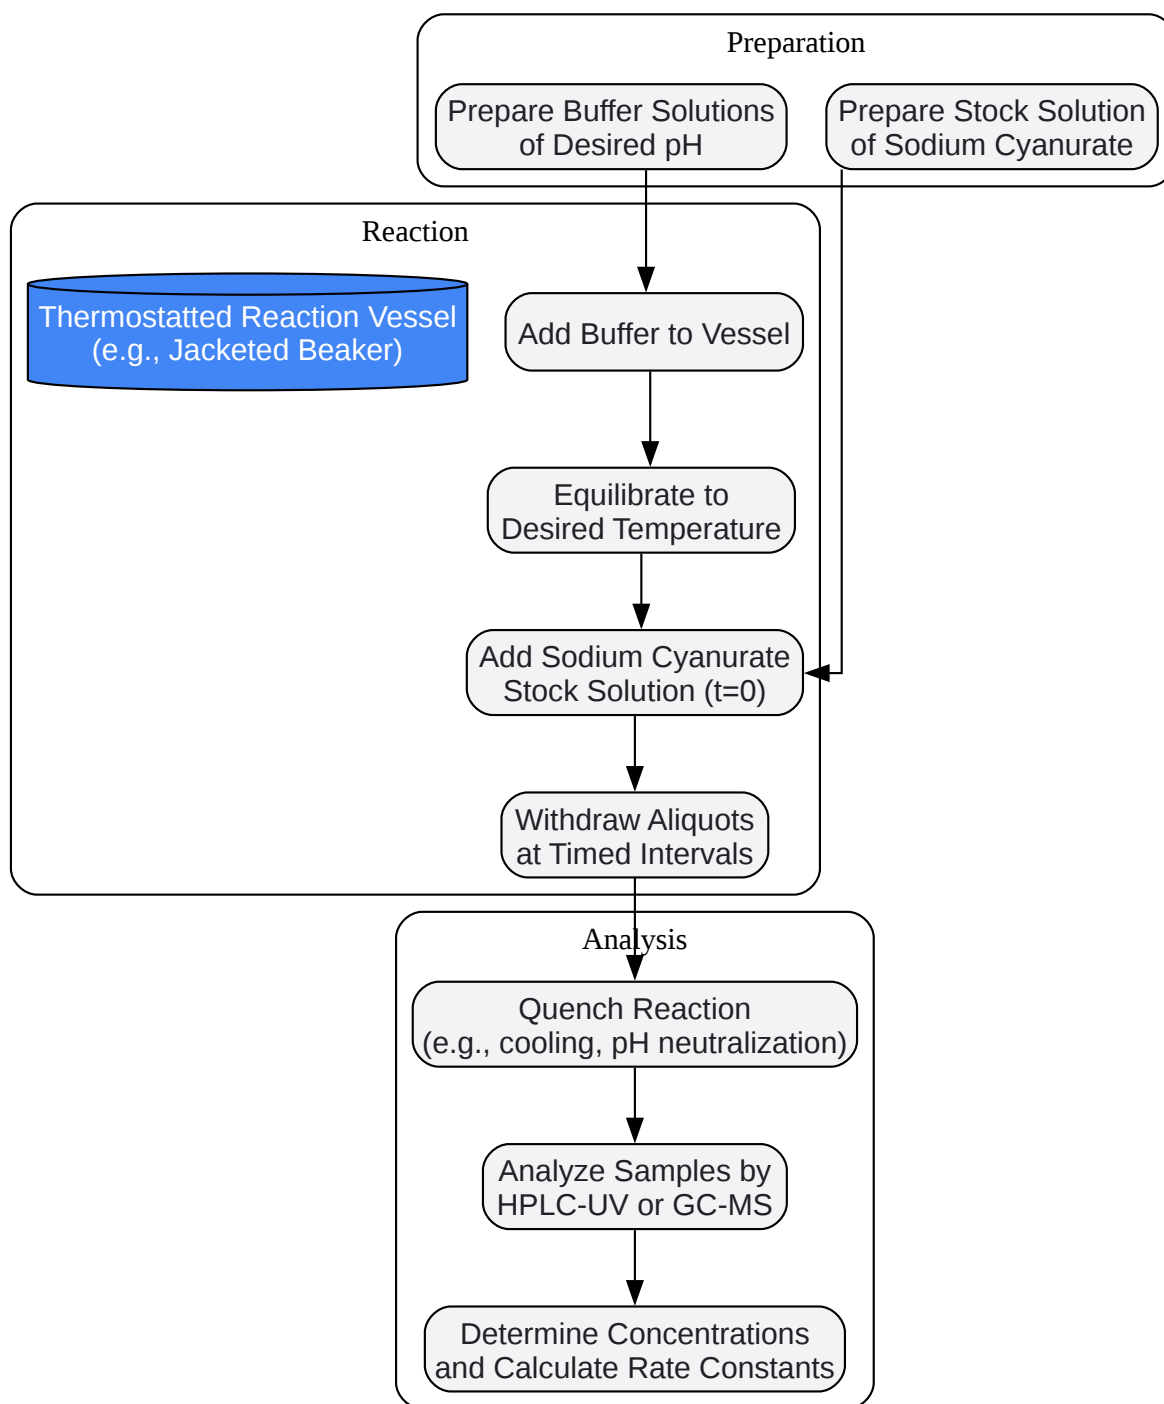 Preparation
Prepare Buffer Solutions
of Desired pH
Prepare Stock Solution
of Sodium Cyanurate
Reaction
Thermostatted Reaction Vessel
(e.g., Jacketed Beaker)
Add Buffer to Vessel
Equilibrate to
Desired Temperature
Add Sodium Cyanurate
Stock Solution (t=0)
Withdraw Aliquots
at Timed Intervals
Analysis
Quench Reaction
(e.g., cooling, pH neutralization)
Analyze Samples by
HPLC-UV or GC-MS
Determine Concentrations
and Calculate Rate Constants